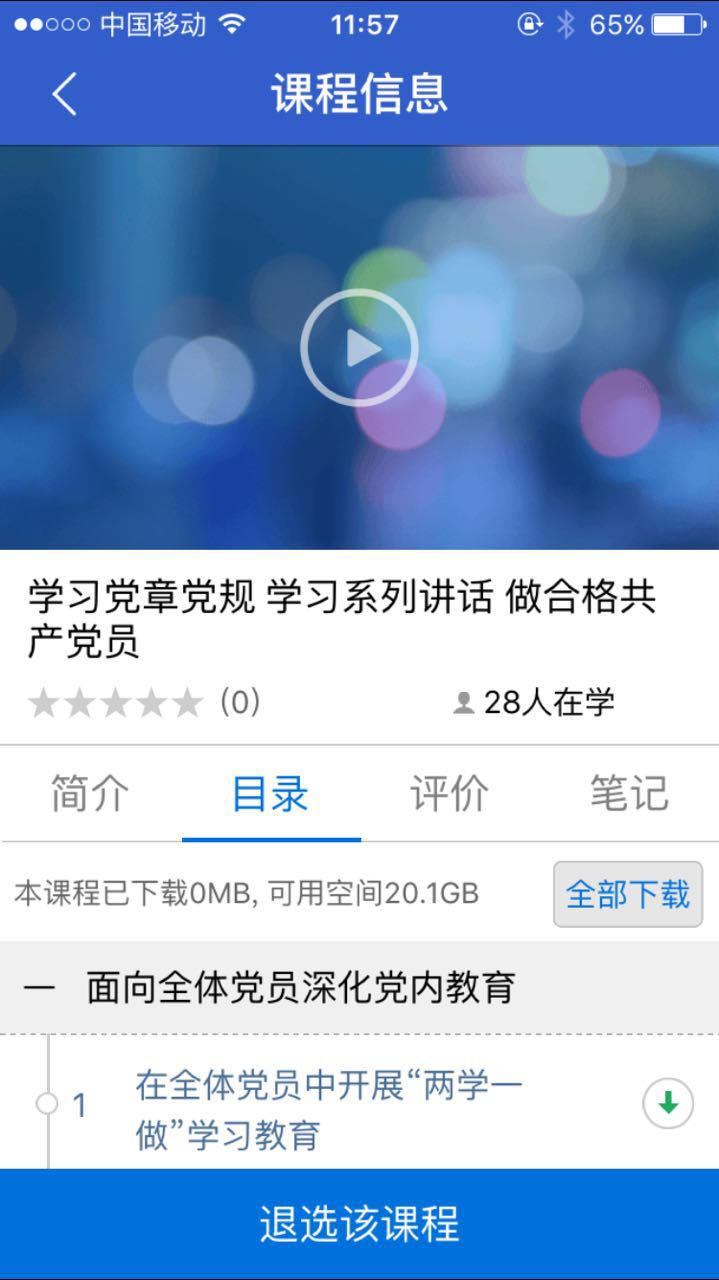 中国移动 11:57 65%
课程信息
学习党章党规 学习系列讲话 做合格共
产党员
(0) 28人在学
简介 目录 评价 笔记
本课程已下载0MB, 可用空间20.1GB 全部下载
一 面向全体党员深化党内教育
1 在全体党员中开展“两学一
做”学习教育
退选该课程